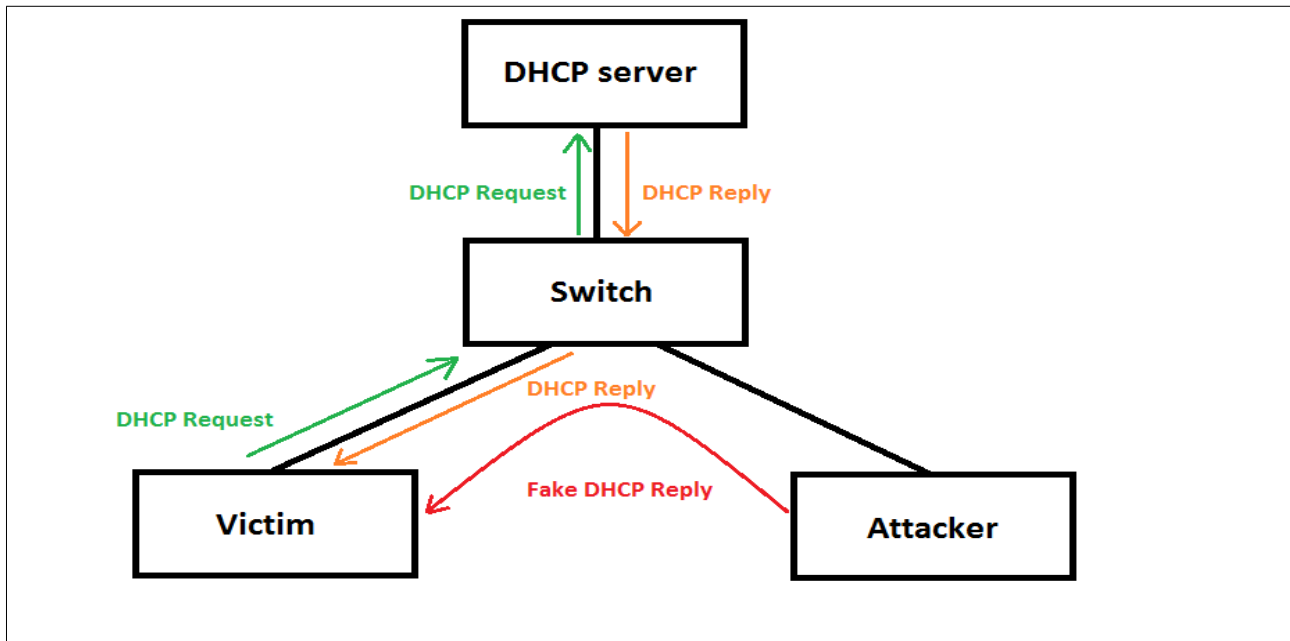 DHCP server
DHCP Request
DHCP Reply
Switch
DHCP Reply
DHCP Request
Fake DHCP Reply
Victim
Attacker